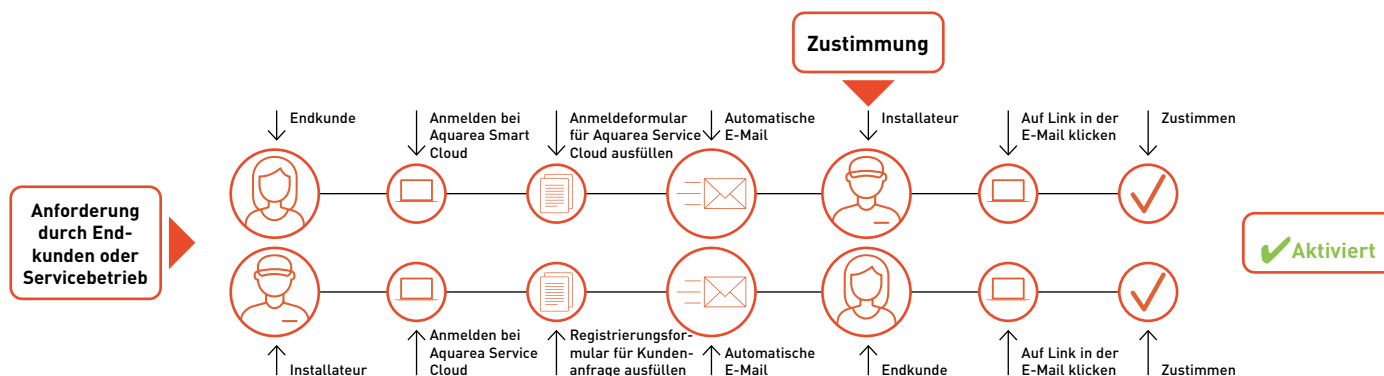 Zustimmung
Endkunde
Anmelden bei
Aquarea Smart
Cloud
Anmeldeformular
für Aquarea Service
Cloud ausfüllen
Automatische
E-Mail
Installateur
Auf Link in der
E-Mail klicken
Zustimmen
Anforderung
durch End-
kunden oder
Servicebetrieb
Aktiviert
Installateur
Anmelden bei
Aquarea Service
Cloud
Registrierungsfor-
mular für Kunden-
anfrage ausfüllen
Automatische
E-Mail
Endkunde
Auf Link in der
E-Mail klicken
Zustimmen